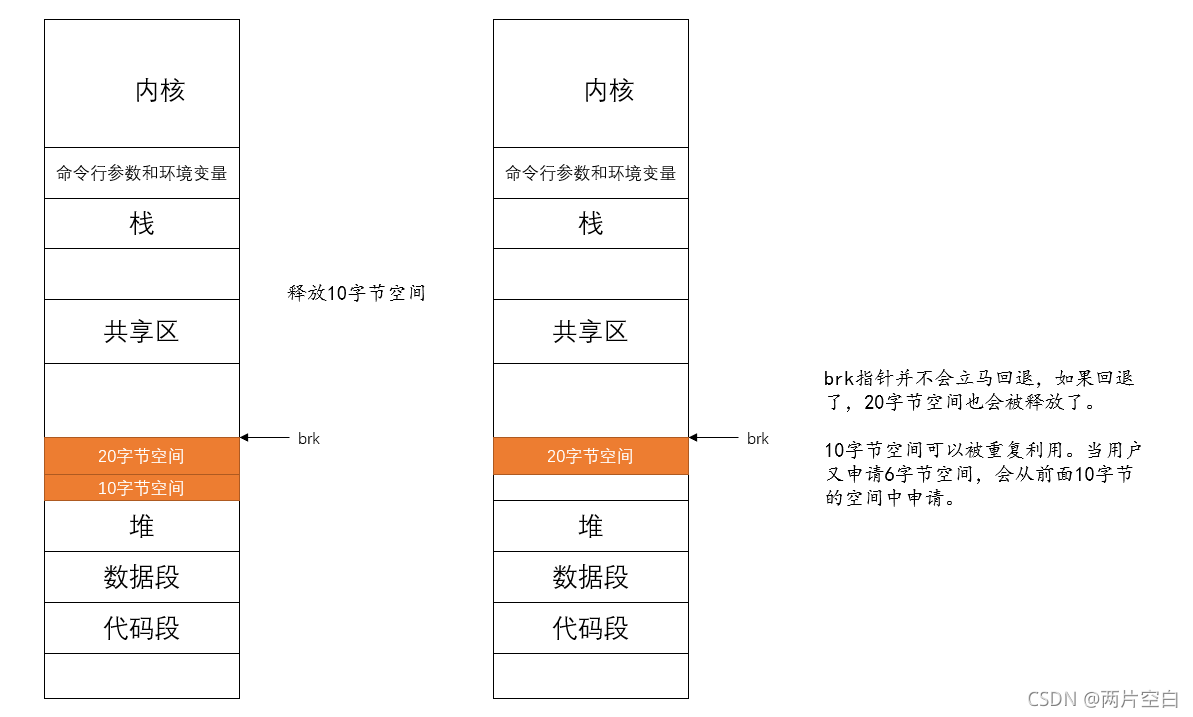 内核
命令行参数和环境变量
栈
共享区
brk
20字节空间
10字节空间
堆
数据段
代码段
释放10字节空间
内核
命令行参数和环境变量
栈
共享区
brk
20字节空间
堆
数据段
代码段
brk指针并不会立马回退，如果回退
了，20字节空间也会被释放了。
10字节空间可以被重复利用。当用户
又申请6字节空间，会从前面10字节
的空间中申请。
CSDN @两片空白